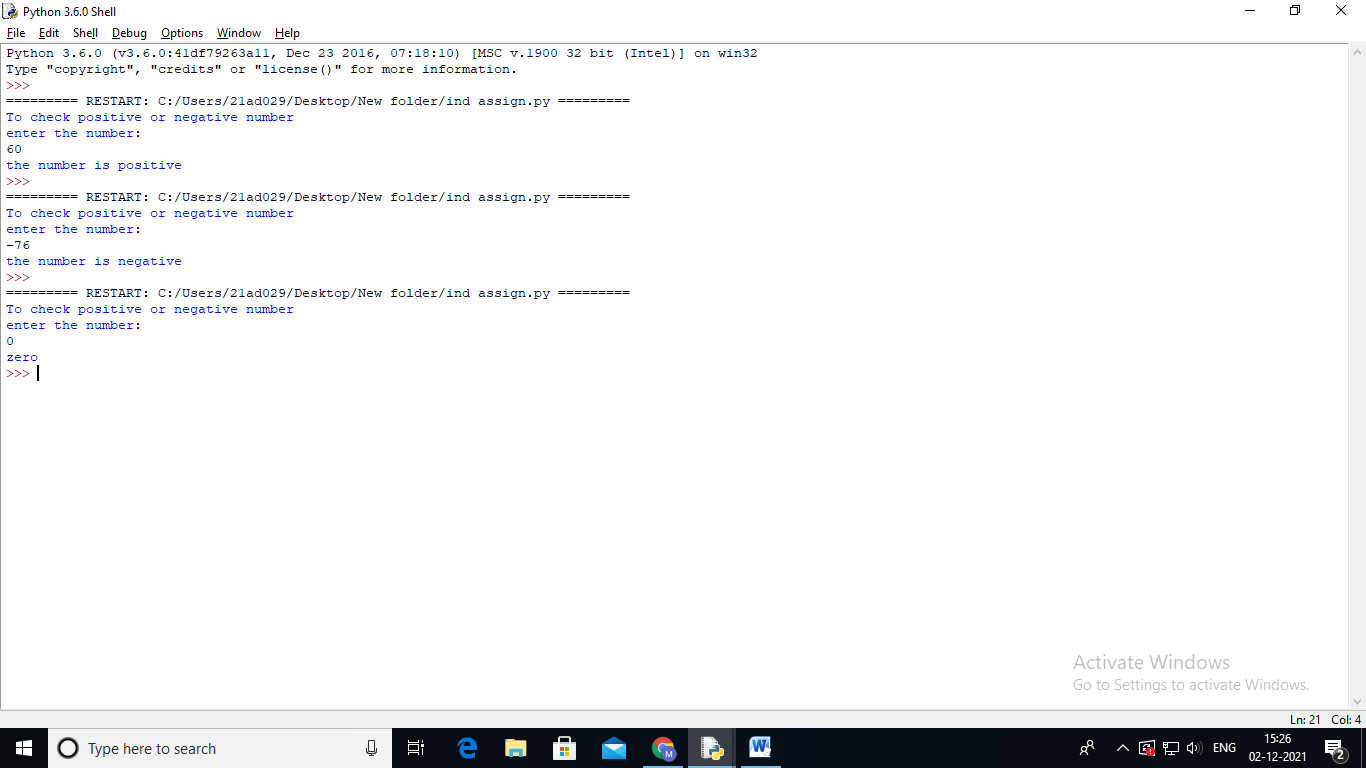 Python 3.6.0 Shell
File Edit Shell Debug Options Window Help
Python 3.6.0 (v3.6.0:41df79263a11, Dec 23 2016, 07:18:10) [MSC v.1900 32 bit (Intel)] on win32
Type "copyright", "credits" or "license()" for more information.
>>>
========= RESTART: C:/Users/21ad029/Desktop/New folder/ind assign.py =========
To check positive or negative number
enter the number:
60
the number is positive
>>>
========= RESTART: C:/Users/21ad029/Desktop/New folder/ind assign.py =========
To check positive or negative number
enter the number:
-76
the number is negative
>>>
========= RESTART: C:/Users/21ad029/Desktop/New folder/ind assign.py =========
To check positive or negative number
enter the number:
0
zero
>>>
Activate Windows
Go to Settings to activate Windows.
Ln: 21 Col: 4
Type here to search
ENG
15:26
02-12-2021
2